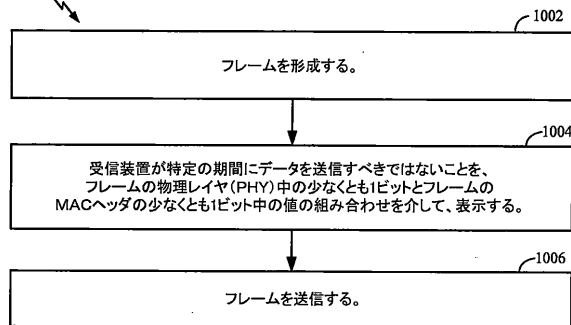 1002
フレームを形成する。
1004
受信装置が特定の期間にデータを送信すべきではないことを、
フレームの物理レイヤ(PHY)中の少なくとも1ビットとフレームの
MACヘッダの少なくとも1ビット中の値の組み合わせを介して、表示する。
1006
フレームを送信する。